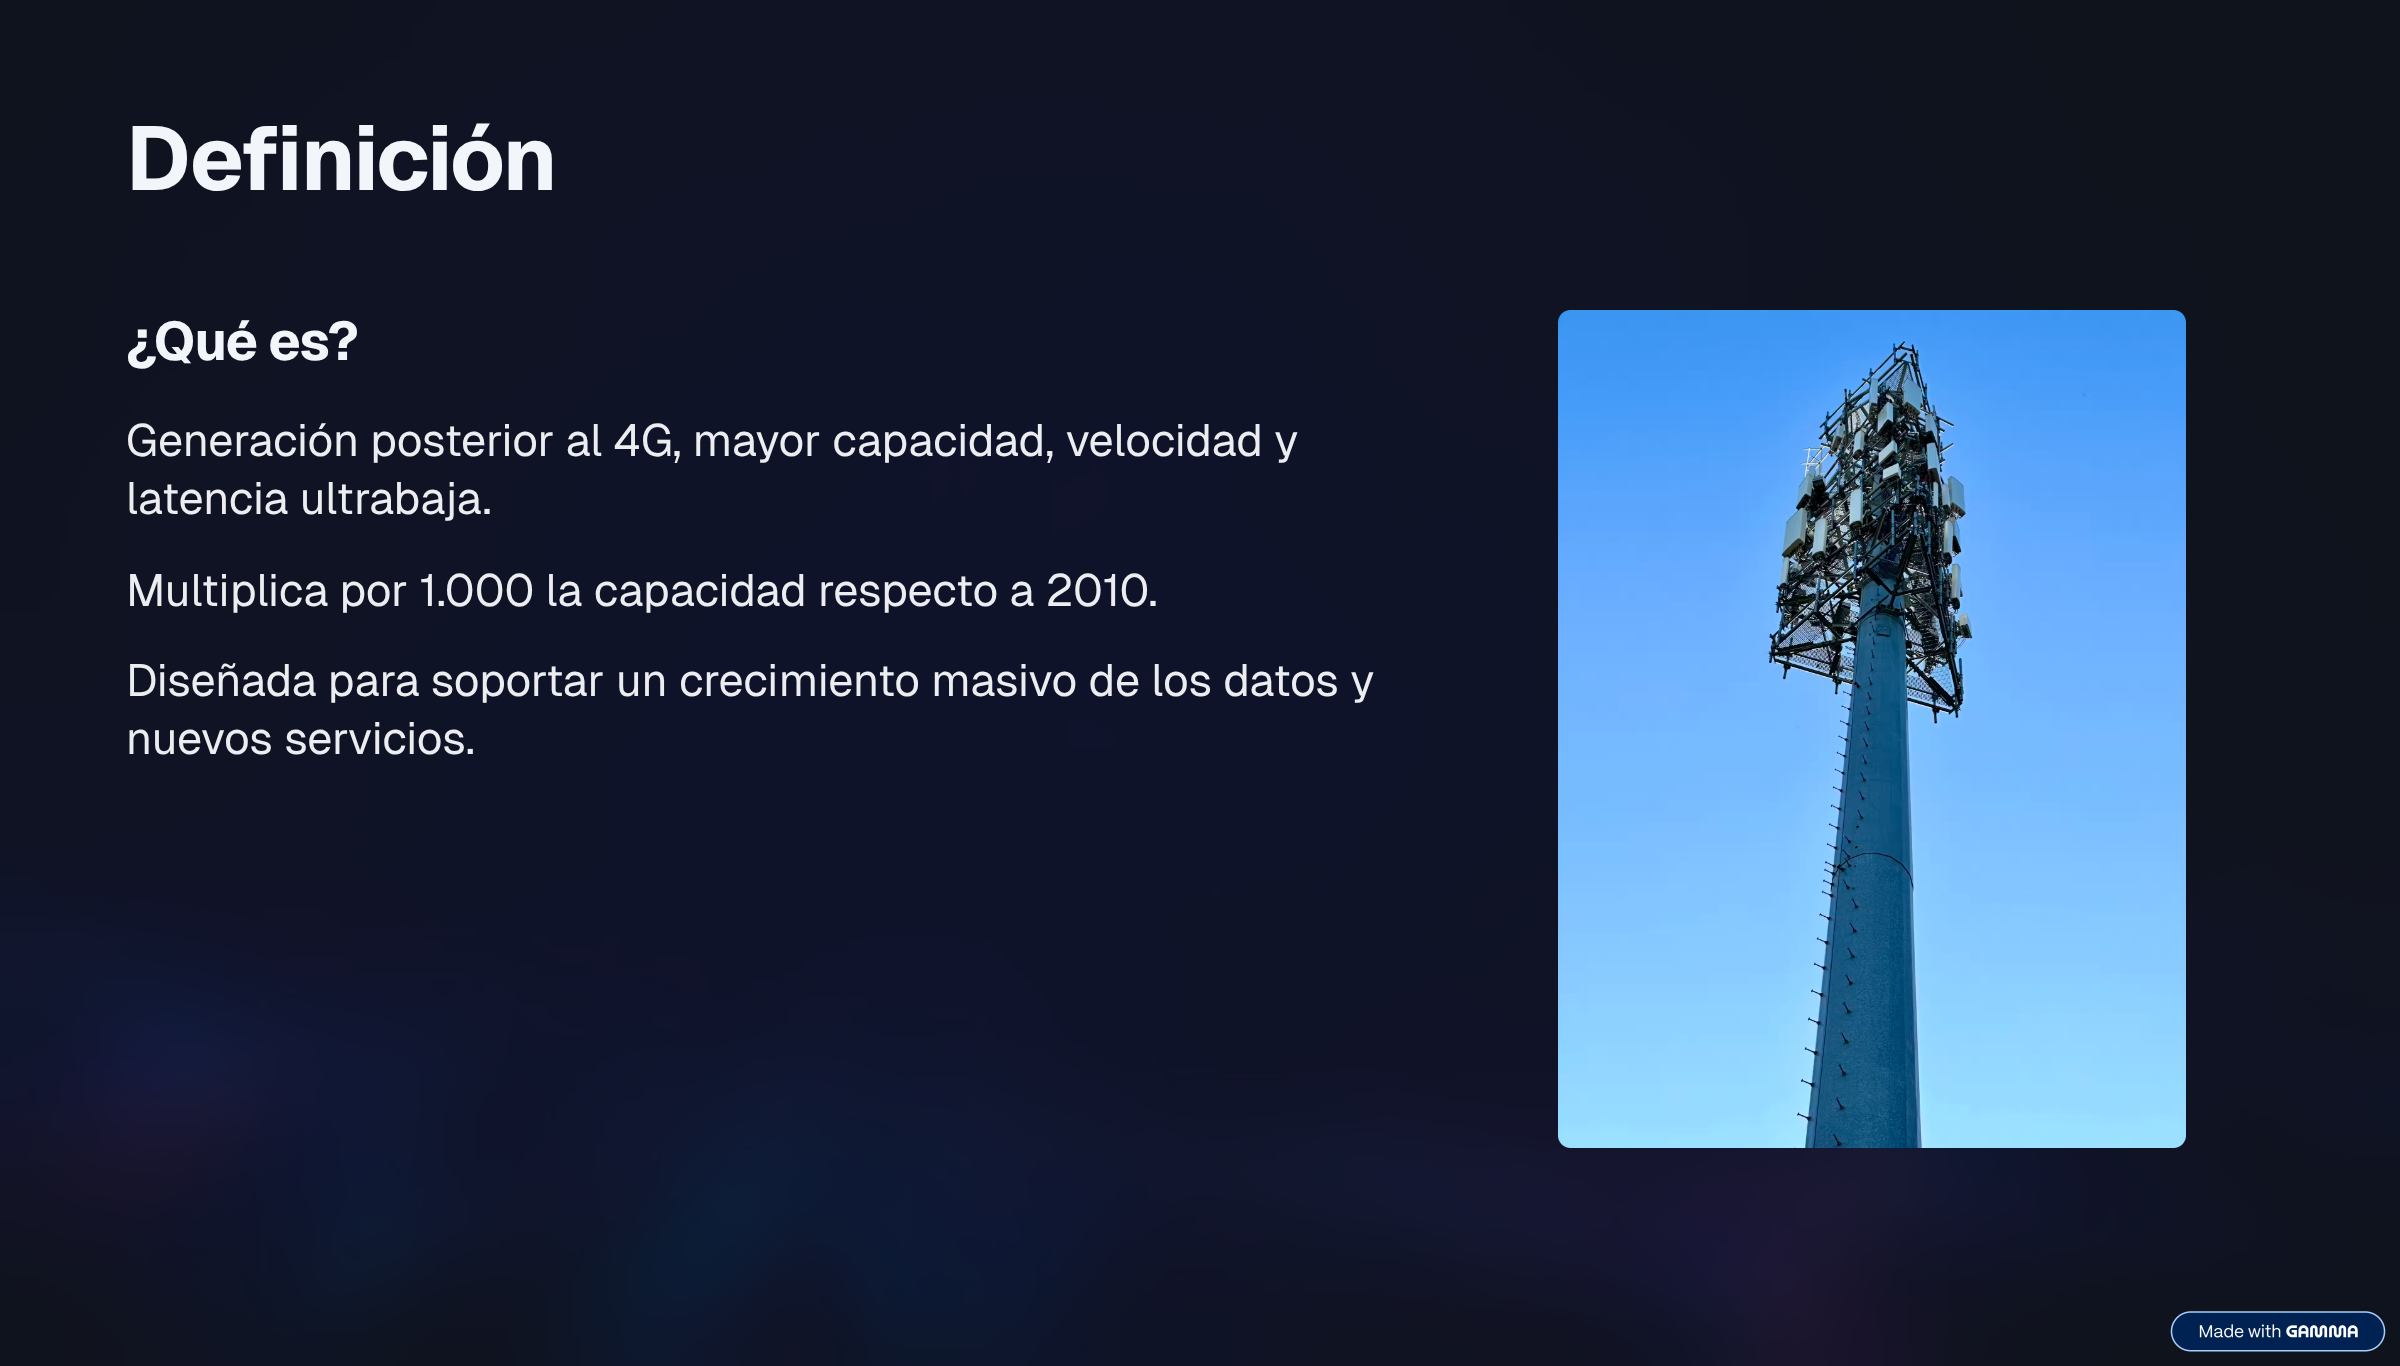 Definición
¿Qué es?
Generación posterior al 4G, mayor capacidad, velocidad y
latencia ultrabaja.
Multiplica por 1.000 la capacidad respecto a 2010.
Diseñada para soportar un crecimiento masivo de los datos y
nuevos servicios.
Made with GAMMA